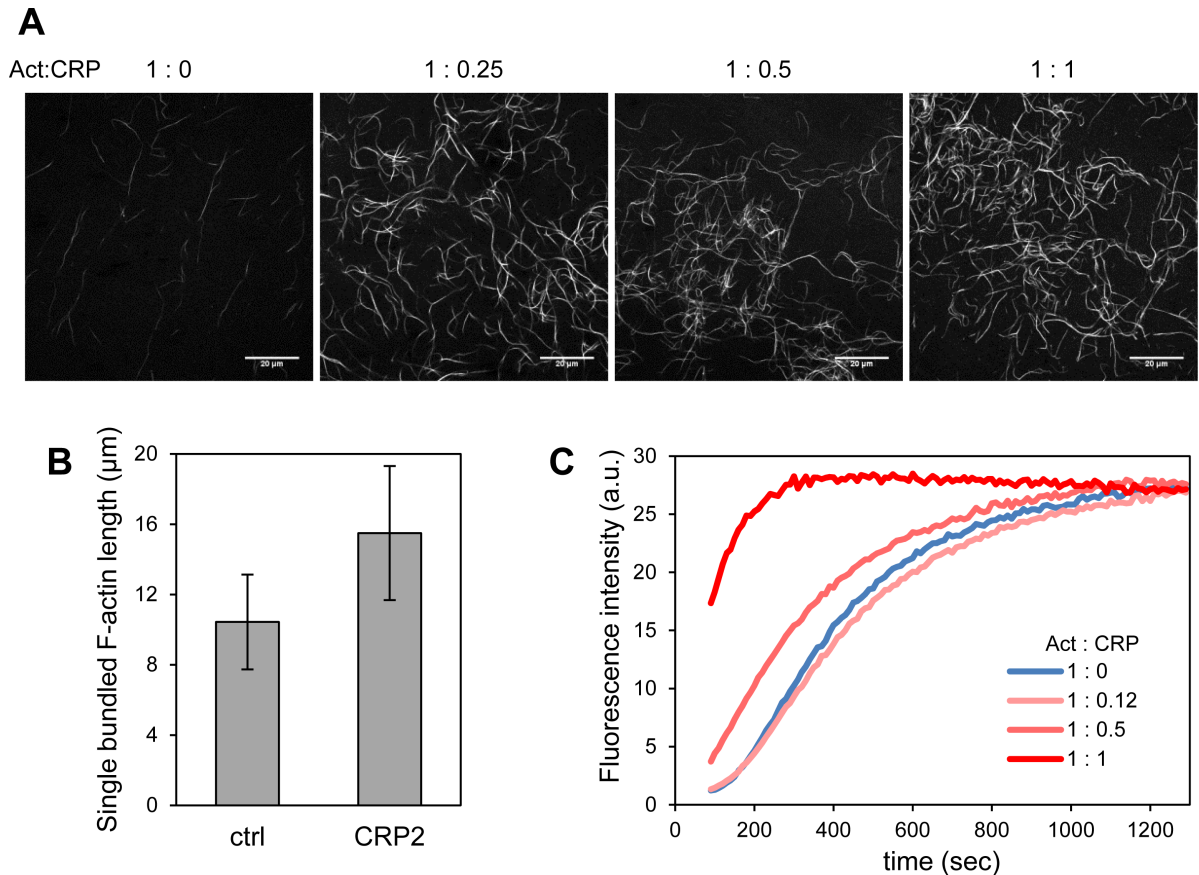 A
Act:CRP 1 : 0 1 : 0.25 1 : 0.5 1 : 1
20 µm 20 µm 20 µm 20 µm
B
Single bundled F-actin length (µm)
20
16
12
8
4
0
ctrl CRP2
C
Fluorescence intensity (a.u.)
30
25
20
15
10
5
0
Act : CRP
1 : 0
1 : 0.12
1 : 0.5
1 : 1
0 200 400 600 800 1000 1200
time (sec)